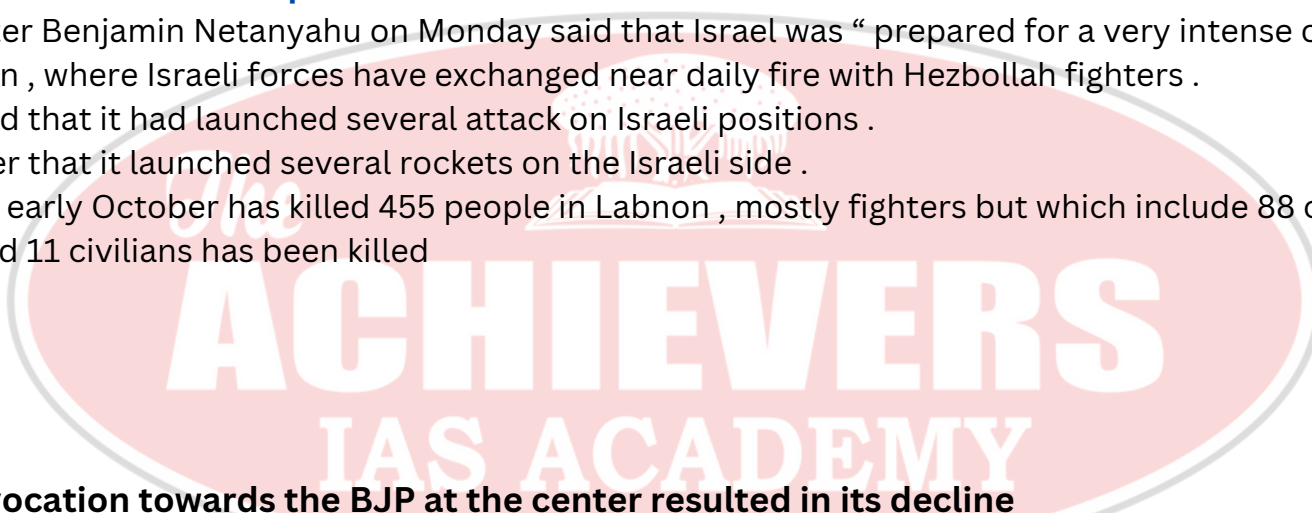 er Benjamin Netanyahu on Monday said that Israel was “ prepared for a very intense
n , where Israeli forces have exchanged near daily fire with Hezbollah fighters .
d that it had launched several attack on Israeli positions .
er that it launched several rockets on the Israeli side .
early October has killed 455 people in Labnon , mostly fighters but which include 88
d 11 civilians has been killed
The
ACHIEVERS
IAS ACADEMY
vocation towards the BJP at the center resulted in its decline